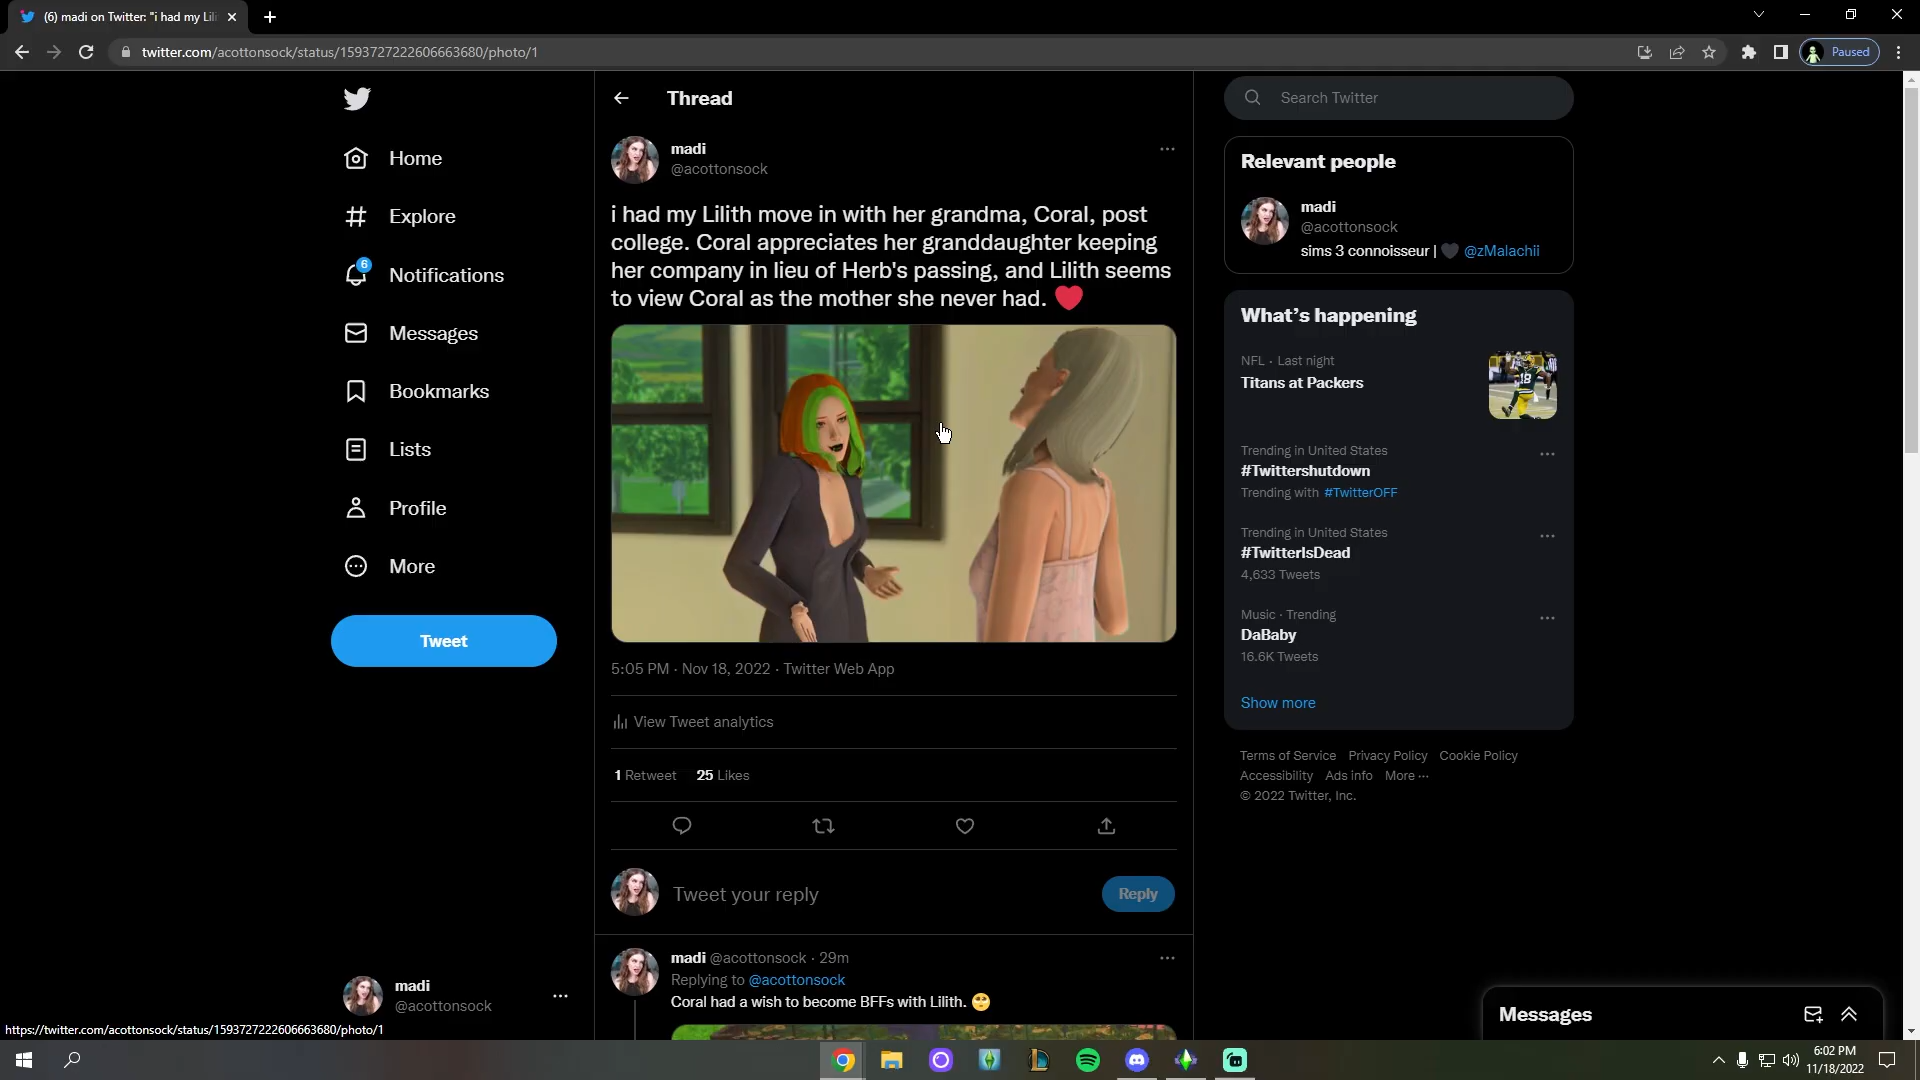 (6) madi on Twitter: "i had my Lili
twitter.com/acottonsock/status/1593727222606663680/photo/1
Paused
Home
Explore
6
Notifications
Messages
Bookmarks
Lists
Profile
More
Tweet
madi
@acottonsock
https://twitter.com/acottonsock/status/1593727222606663680/photo/1
Thread
madi
@acottonsock
i had my Lilith move in with her grandma, Coral, post
college. Coral appreciates her granddaughter keeping
her company in lieu of Herb's passing, and Lilith seems
to view Coral as the mother she never had. ❤️
5:05 PM · Nov 18, 2022 · Twitter Web App
View Tweet analytics
1 Retweet 25 Likes
Tweet your reply
Reply
madi @acottonsock · 29m
Replying to @acottonsock
Coral had a wish to become BFFs with Lilith. 🥺
Search Twitter
Relevant people
madi
@acottonsock
sims 3 connoisseur | 🖤 @zMalachii
What's happening
NFL · Last night
Titans at Packers
Trending in United States
#Twittershutdown
Trending with #TwitterOFF
Trending in United States
#TwitterIsDead
4,633 Tweets
Music · Trending
DaBaby
16.6K Tweets
Show more
Terms of Service Privacy Policy Cookie Policy
Accessibility Ads info More ···
© 2022 Twitter, Inc.
Messages
6:02 PM
11/18/2022